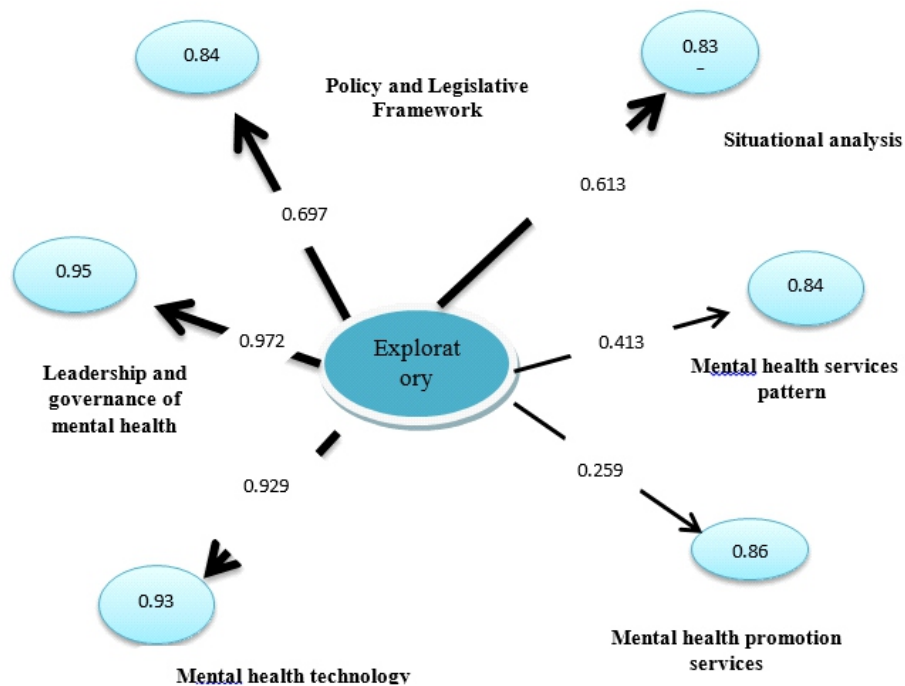 0.84
0.83
–
Policy and Legislative
Framework
Situational analysis
0.613
0.697
0.95
0.84
0.972
0.413
Explorat
ory
Leadership and
governance of
mental health
Mental health services
pattern
0.259
0.929
0.86
0.93
Mental health promotion
services
Mental health technology